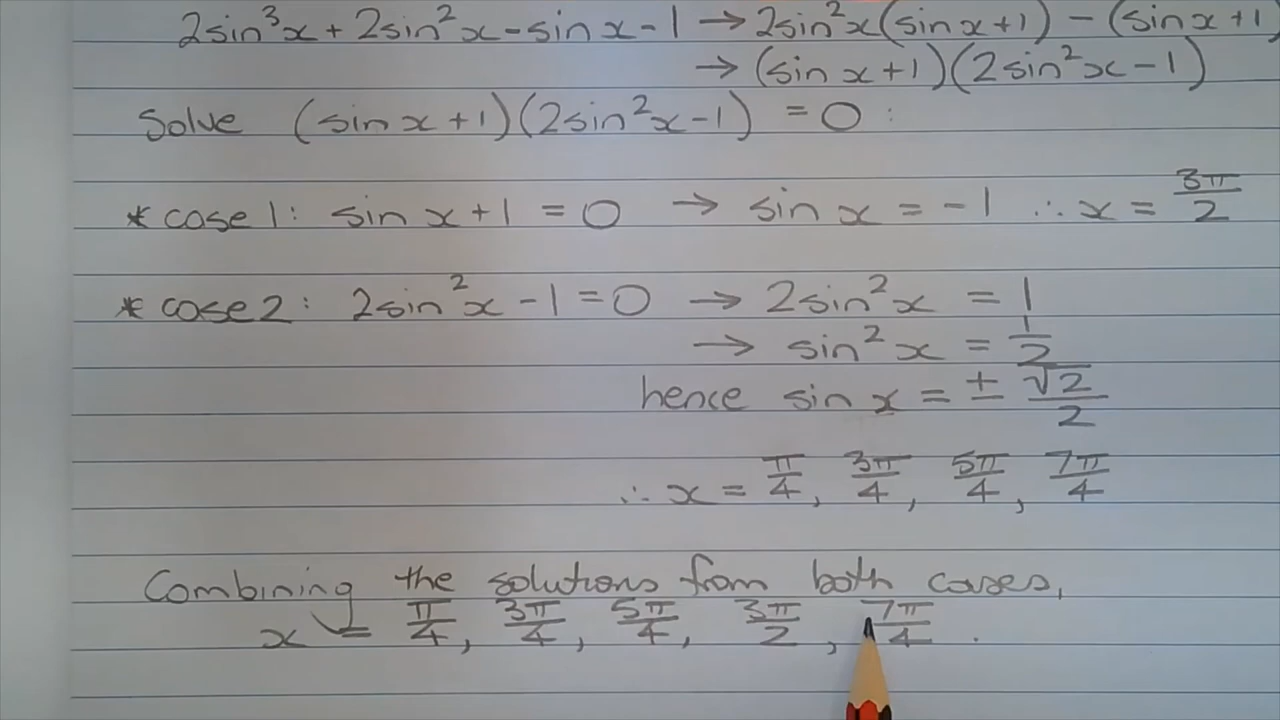 2sin³x + 2sin²x - sin x - 1 → 2sin²x(sin x + 1) - (sin x + 1)
→ (sin x + 1)(2sin²x - 1)
Solve (sin x + 1)(2sin²x - 1) = 0 :
* case 1: sin x + 1 = 0 → sin x = -1 ∴ x = 3π/2
* case 2: 2sin²x - 1 = 0 → 2sin²x = 1
→ sin²x = 1/2
hence sin x = ± √2/2
∴ x = π/4, 3π/4, 5π/4, 7π/4
Combining the solutions from both cases,
x = π/4, 3π/4, 5π/4, 3π/2, 7π/4.